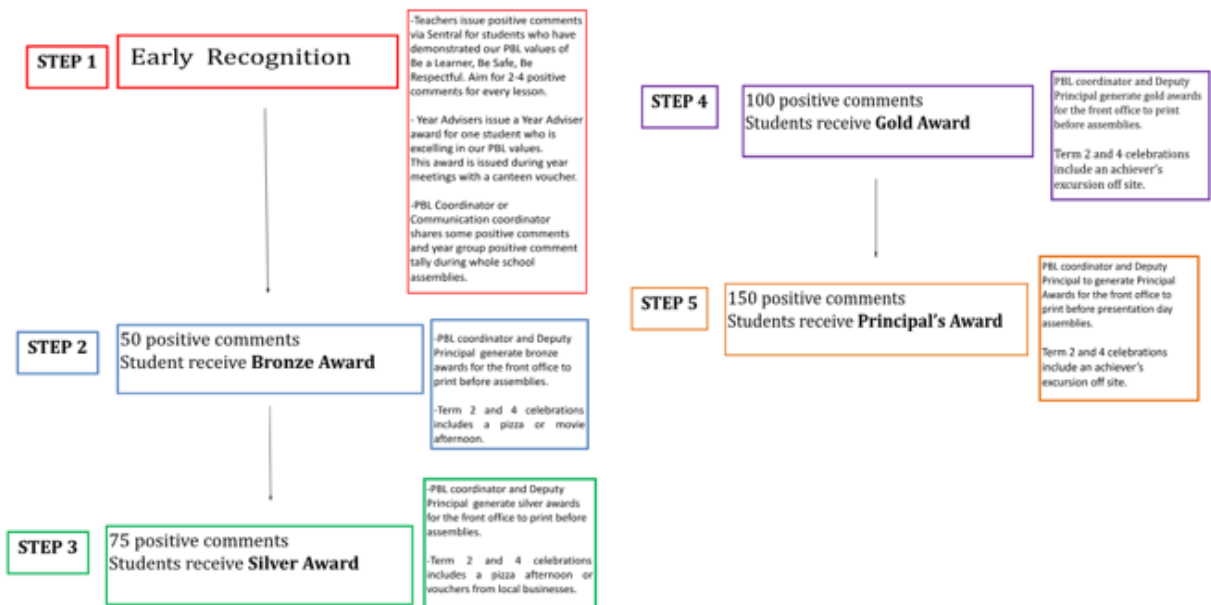 STEP 1
Early Recognition
-Teachers issue positive comments
via Sentral for students who have
demonstrated our PBL values of
Be a Learner, Be Safe, Be
Respectful. Aim for 2-4 positive
comments for every lesson.
- Year Advisers issue a Year Adviser
award for one student who is
excelling in our PBL values.
This award is issued during year
meetings with a canteen voucher.
-PBL Coordinator or
Communication coordinator
shares some positive comments
and year group positive comment
tally during whole school
assemblies.
STEP 2
50 positive comments
Student receive Bronze Award
-PBL coordinator and Deputy
Principal generate bronze
awards for the front office to
print before assemblies.
-Term 2 and 4 celebrations
includes a pizza or movie
afternoon.
STEP 3
75 positive comments
Students receive Silver Award
-PBL coordinator and Deputy
Principal generate silver awards
for the front office to print before
assemblies.
-Term 2 and 4 celebrations
includes a pizza afternoon or
vouchers from local businesses.
STEP 4
100 positive comments
Students receive Gold Award
PBL coordinator and Deputy
Principal generate gold awards
for the front office to print
before assemblies.
Term 2 and 4 celebrations
include an achiever's
excursion off site.
STEP 5
150 positive comments
Students receive Principal's Award
PBL coordinator and Deputy
Principal to generate Principal
Awards for the front office to
print before presentation day
assemblies.
Term 2 and 4 celebrations
include an achiever's
excursion off site.